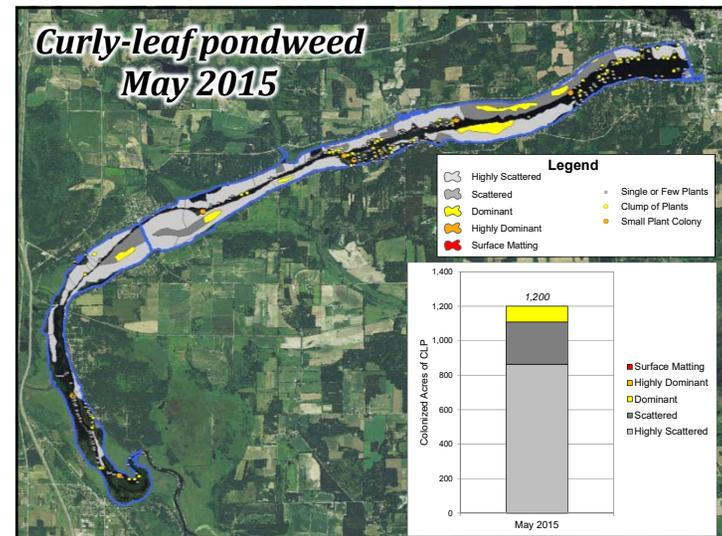 Curly-leaf pondweed
May 2015
Legend
Highly Scattered
Scattered
Dominant
Highly Dominant
Surface Matting
Single or Few Plants
Clump of Plants
Small Plant Colony
1,400
1,200
1,000
800
600
400
200
0
Colonized Acres of CLP
1,200
May 2015
Surface Matting
Highly Dominant
Dominant
Scattered
Highly Scattered